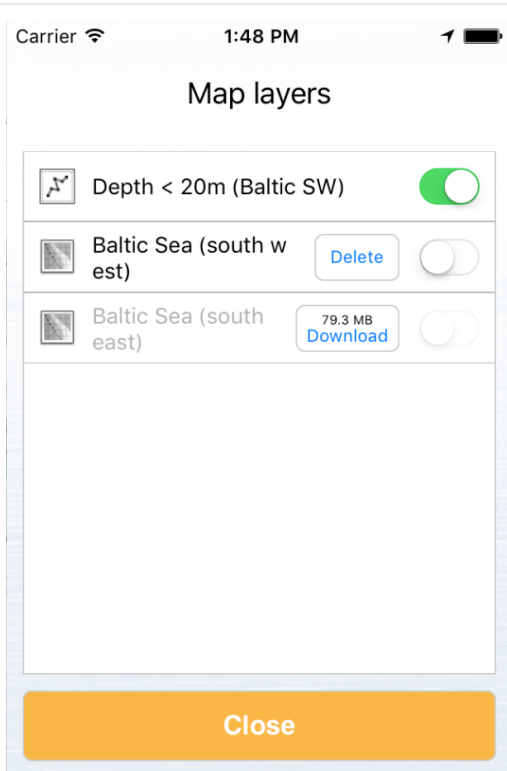 Carrier
1:48 PM
Map layers
Depth < 20m (Baltic SW)
Baltic Sea (south w
est)
Delete
Baltic Sea (south
east)
79.3 MB
Download
Close